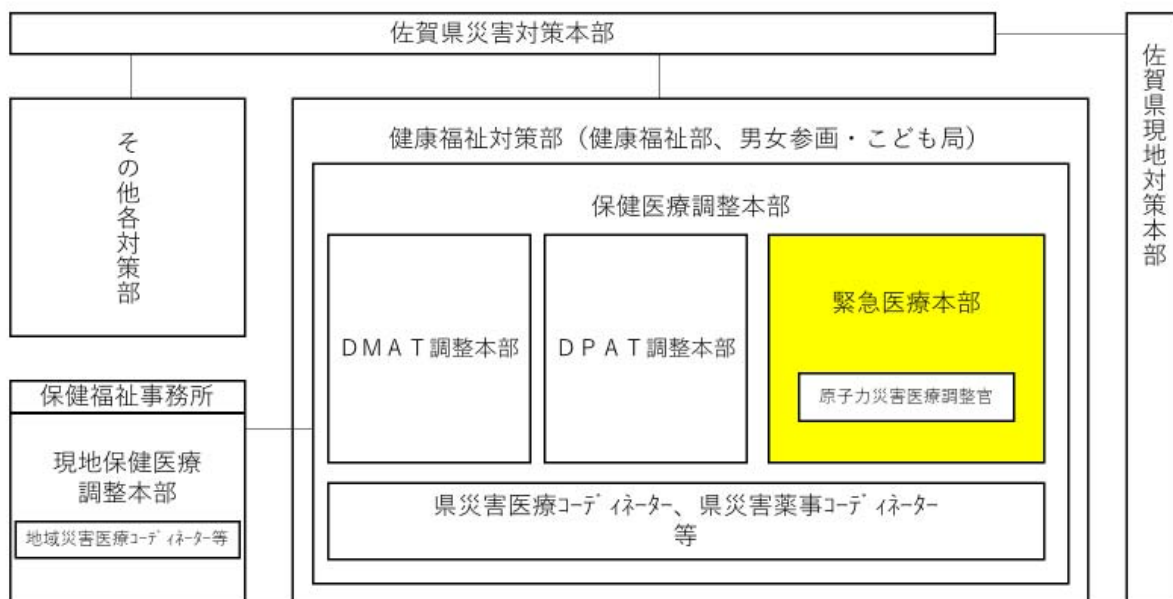 佐賀県災害対策本部
佐賀県現地対策本部
その他各対策部
健康福祉対策部（健康福祉部、男女参画・こども局）
保健医療調整本部
ＤＭＡＴ調整本部
ＤＰＡＴ調整本部
緊急医療本部
原子力災害医療調整官
県災害医療ｺｰﾃﾞｨﾈｰﾀｰ、県災害薬事ｺｰﾃﾞｨﾈｰﾀｰ
等
保健福祉事務所
現地保健医療
調整本部
地域災害医療ｺｰﾃﾞｨﾈｰﾀｰ等